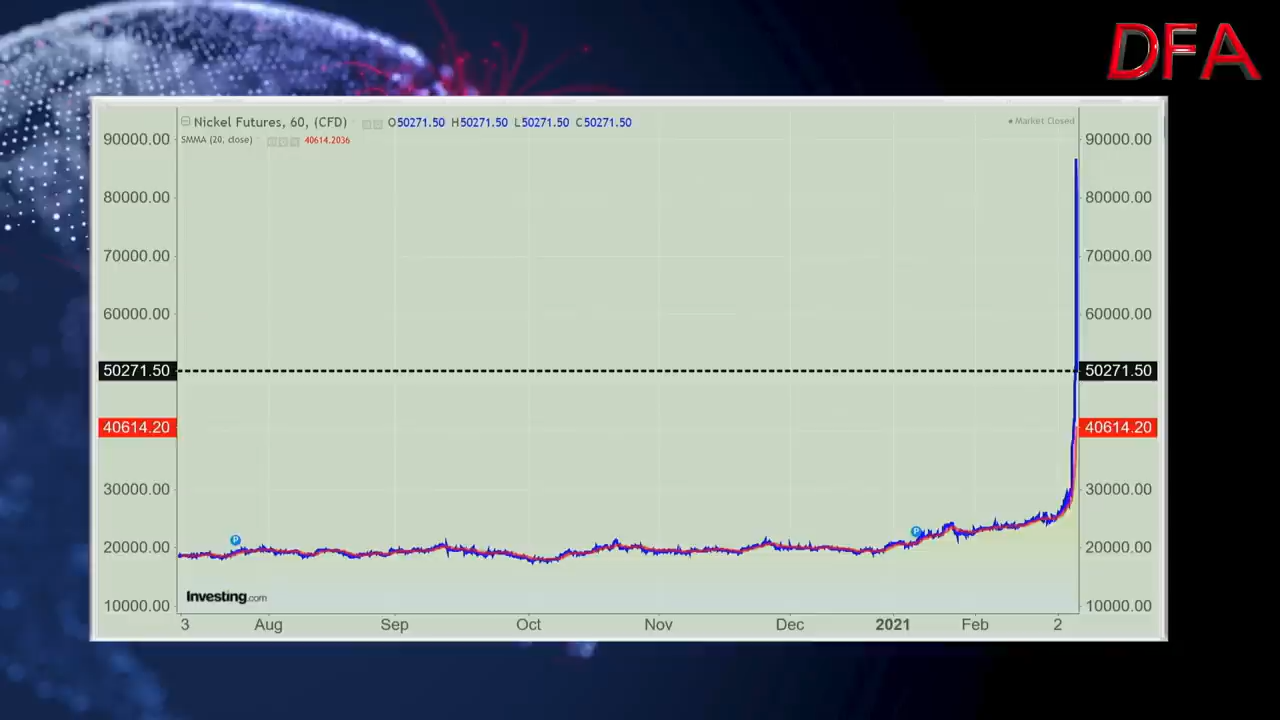 DFA
Nickel Futures, 60, (CFD) O50271.50 H50271.50 L50271.50 C50271.50
Market Closed
SMMA (20, close) 40614.2036
90000.00 90000.00
80000.00 80000.00
70000.00 70000.00
60000.00 60000.00
50271.50 50271.50
40614.20 40614.20
30000.00 30000.00
P P
20000.00 20000.00
Investing.com
10000.00 10000.00
3 Aug Sep Oct Nov Dec 2021 Feb 2